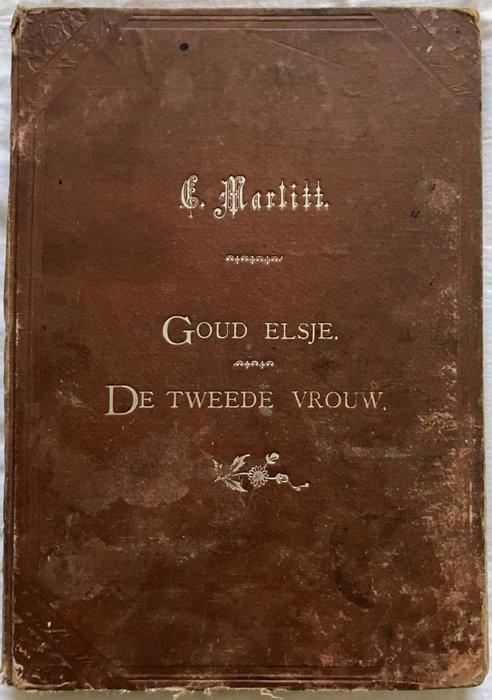 E. Marlitt.
GOUD ELSJE.
DE TWEEDE VROUW.